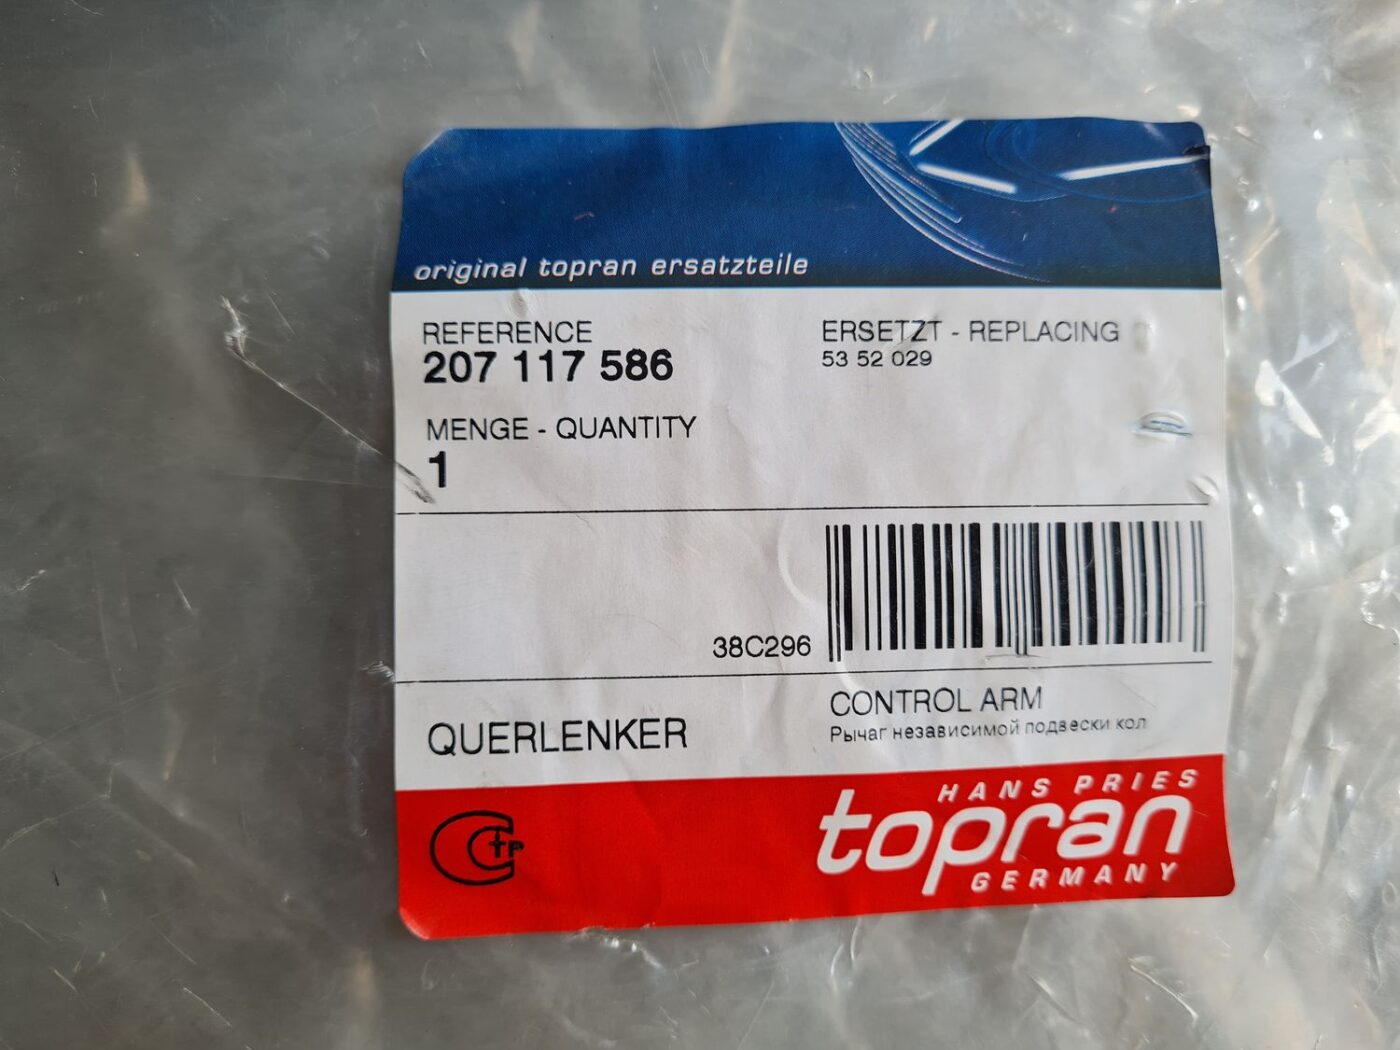 original topran ersatzteile
REFERENCE
207 117 586
ERSETZT - REPLACING
53 52 029
MENGE - QUANTITY
1
38C296
QUERLENKER
CONTROL ARM
Рычаг независимой подвески кол
HANS PRIES
topran
GERMANY